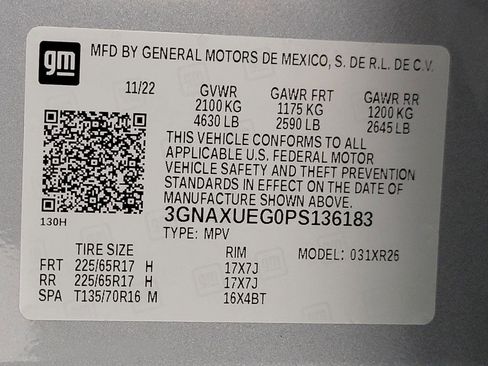 gm
MFD BY GENERAL MOTORS DE MEXICO, S. DE R.L. DE C.V.
11/22 GVWR GAWR FRT GAWR RR
2100 KG 1175 KG 1200 KG
4630 LB 2590 LB 2645 LB
THIS VEHICLE CONFORMS TO ALL
APPLICABLE U.S. FEDERAL MOTOR
VEHICLE SAFETY AND THEFT PREVENTION
STANDARDS IN EFFECT ON THE DATE OF
MANUFACTURE SHOWN ABOVE.
130H
3GNAXUEG0PS136183
TYPE: MPV
TIRE SIZE RIM MODEL: 031XR26
FRT 225/65R17 H 17X7J
RR 225/65R17 H 17X7J
SPA T135/70R16 M 16X4BT